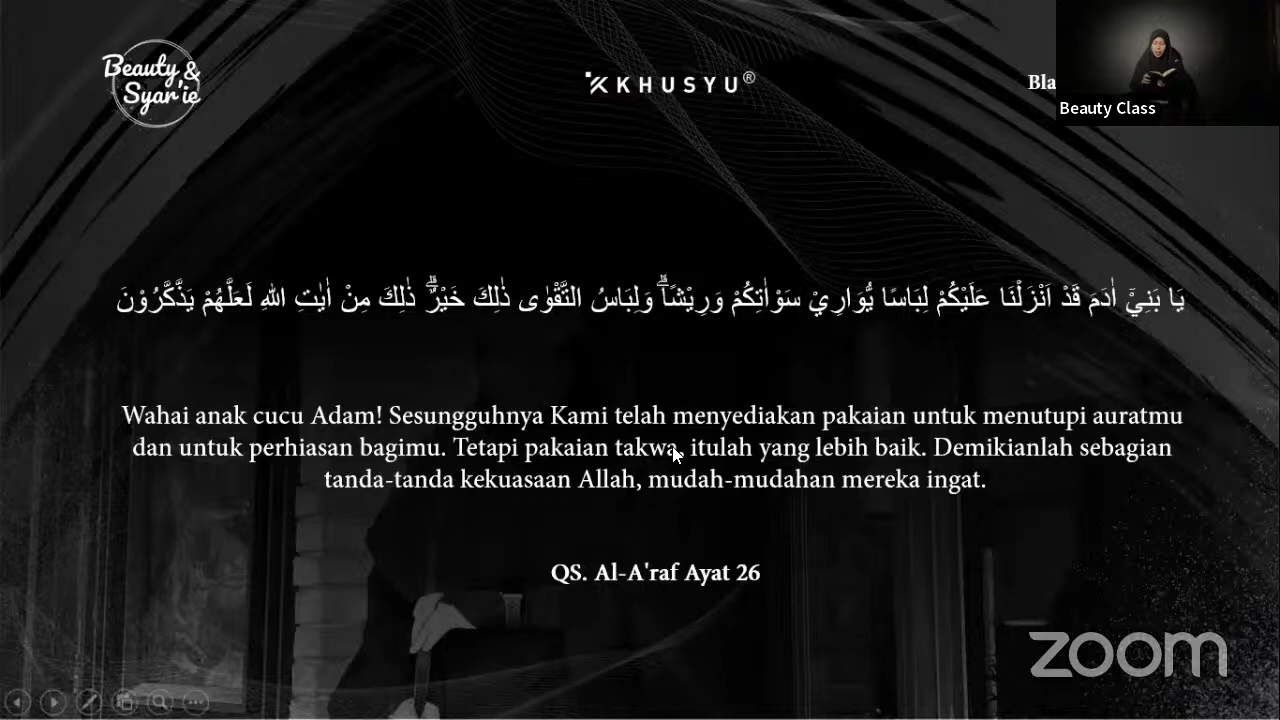 Beauty &
Syar'ie
KHUSYU®
Bla
Beauty Class
يَا بَنِيْٓ اٰدَمَ قَدْ اَنْزَلْنَا عَلَيْكُمْ لِبَاسًا يُّوَارِيْ سَوْاٰتِكُمْ وَرِيْشًاۗ وَلِبَاسُ التَّقْوٰى ذٰلِكَ خَيْرٌۗ ذٰلِكَ مِنْ اٰيٰتِ اللهِ لَعَلَّهُمْ يَذَّكَّرُوْنَ
Wahai anak cucu Adam! Sesungguhnya Kami telah menyediakan pakaian untuk menutupi auratmu
dan untuk perhiasan bagimu. Tetapi pakaian takwa, itulah yang lebih baik. Demikianlah sebagian
tanda-tanda kekuasaan Allah, mudah-mudahan mereka ingat.
QS. Al-A'raf Ayat 26
zoom